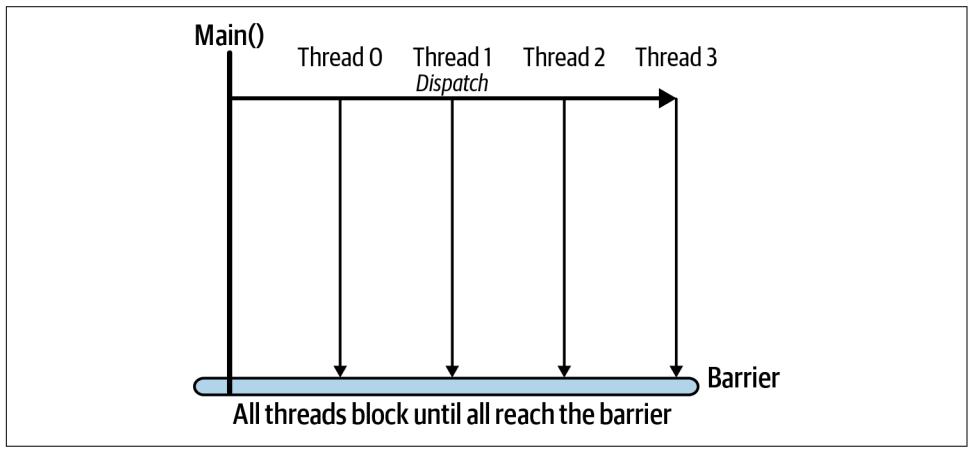 Main()
Thread 0 Thread 1 Thread 2 Thread 3
Dispatch
Barrier
All threads block until all reach the barrier